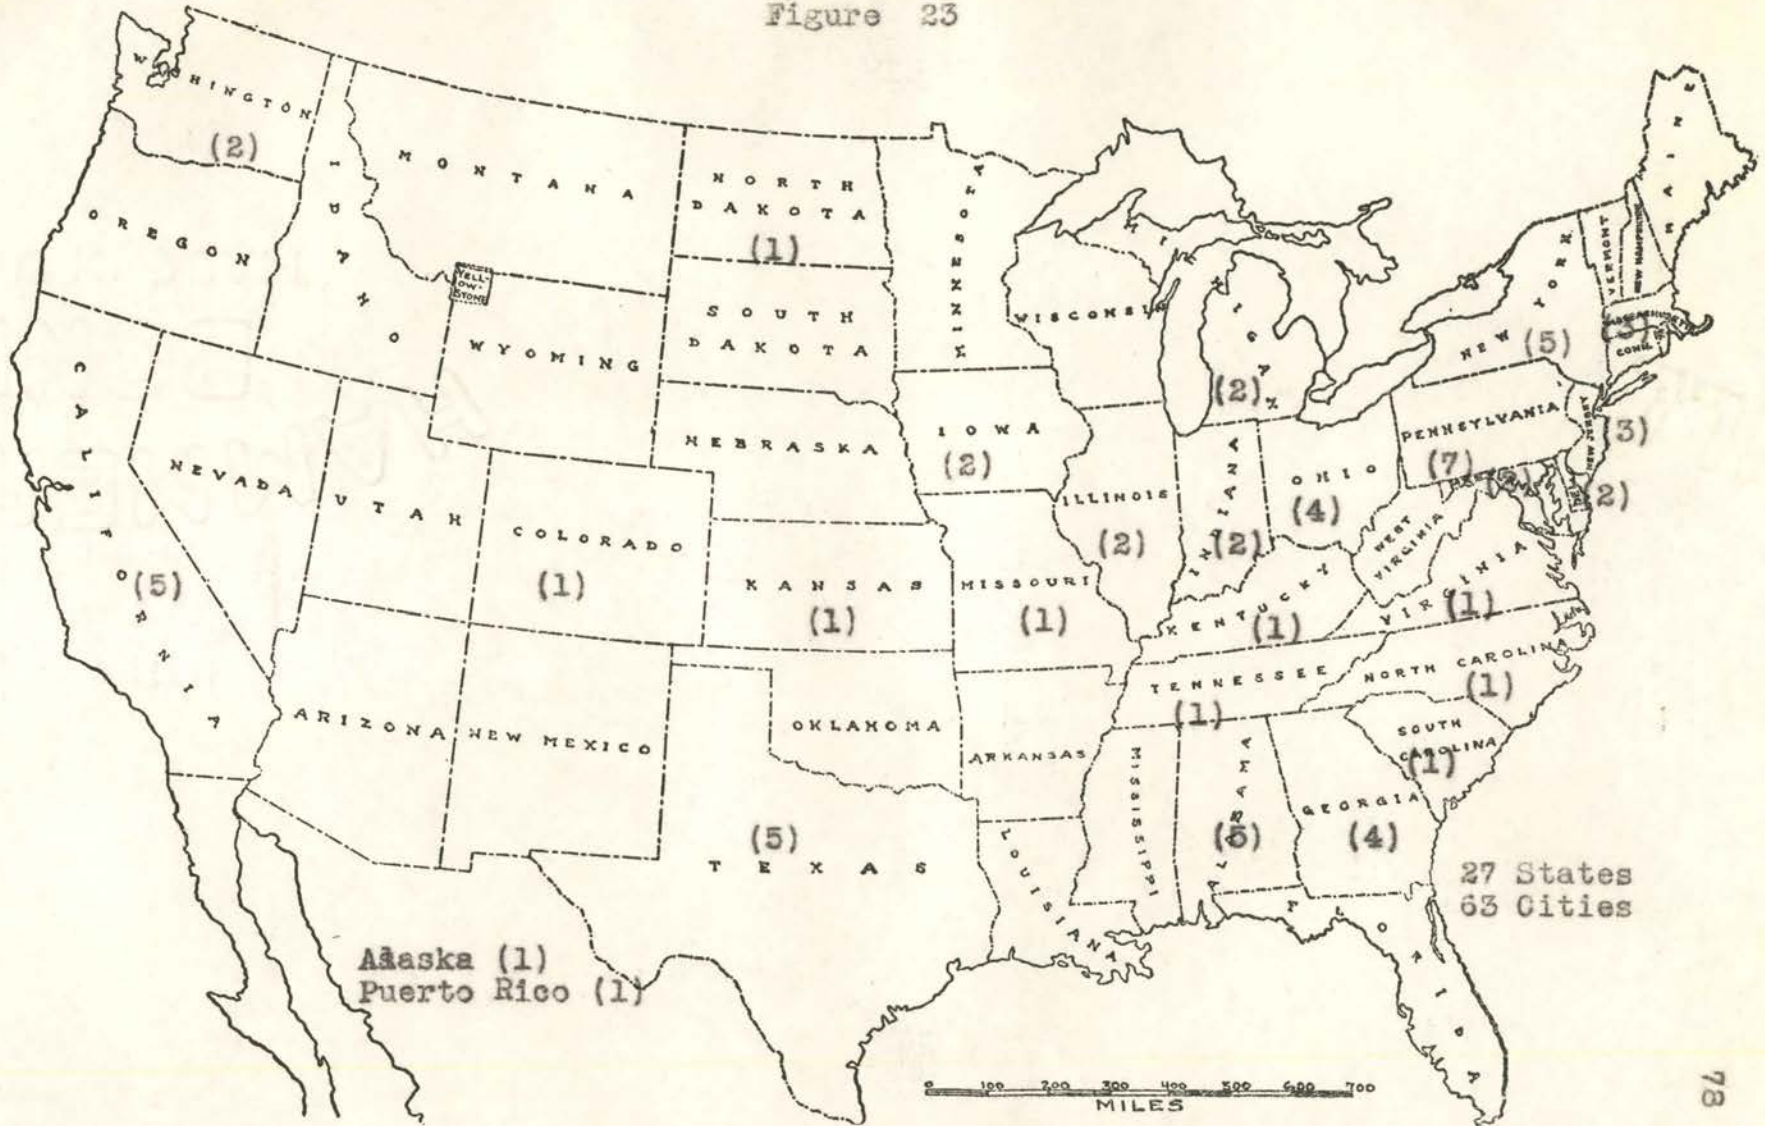 Figure 23
WASHINGTON
(2)
MONTANA
NORTH
DAKOTA
(1)
MINNESOTA
MAINE
OREGON
IDAHO
YELL-
OW-
STONE
WYOMING
SOUTH
DAKOTA
WISCONSIN
MICHIGAN
(2)
NEW YORK
(5)
VERMONT
NEW HAMPSHIRE
MASSACHUSETTS
(3)
CONN.
CALIFORNIA
(5)
NEVADA
UTAH
COLORADO
(1)
NEBRASKA
IOWA
(2)
ILLINOIS
(2)
INDIANA
(2)
OHIO
(4)
PENNSYLVANIA
(7)
NEW JERSEY
(3)
(2)
KANSAS
(1)
MISSOURI
(1)
KENTUCKY
(1)
WEST
VIRGINIA
VIRGINIA
(1)
ARIZONA
NEW MEXICO
OKLAHOMA
ARKANSAS
TENNESSEE
(1)
NORTH CAROLINA
(1)
SOUTH
CAROLINA
(1)
TEXAS
(5)
LOUISIANA
MISSISSIPPI
ALABAMA
(5)
GEORGIA
(4)
FLORIDA
27 States
63 Cities
Alaska (1)
Puerto Rico (1)
0 100 200 300 400 500 600 700
MILES
78